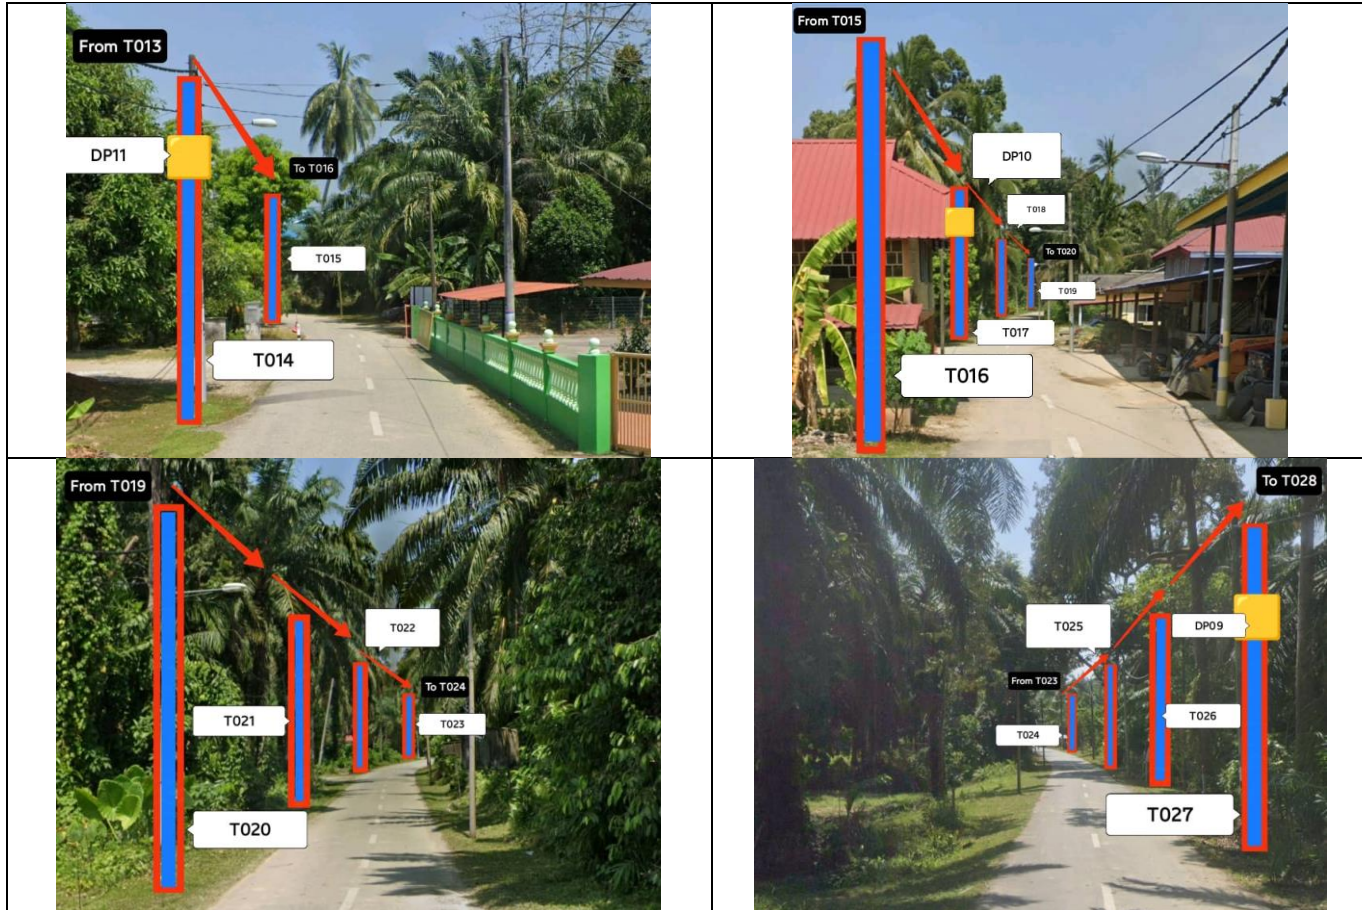 From T013
DP11
To T016
T015
T014
From T015
DP10
T018
To T020
T019
T017
T016
From T019
T022
To T024
T021
T023
T020
To T028
T025
DP09
From T023
T026
T024
T027